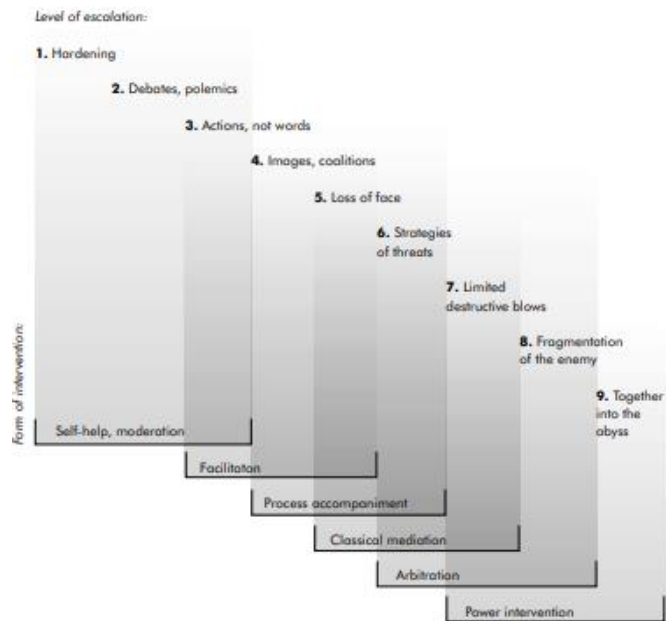 Level of escalation:
1. Hardening
2. Debates, polemics
3. Actions, not words
4. Images, coalitions
5. Loss of face
6. Strategies
of threats
7. Limited
destructive blows
8. Fragmentation
of the enemy
9. Together
into the
abyss
Form of intervention:
Self-help, moderation
Facilitaton
Process accompaniment
Classical mediation
Arbitration
Power intervention